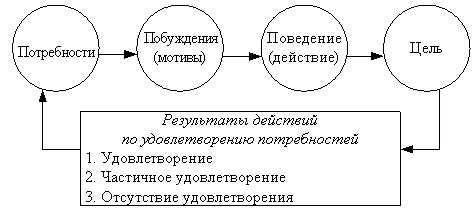 Потребности
Побуждения
(мотивы)
Поведение
(действие)
Цель
Результаты действий
по удовлетворению потребностей
1. Удовлетворение
2. Частичное удовлетворение
3. Отсутствие удовлетворения